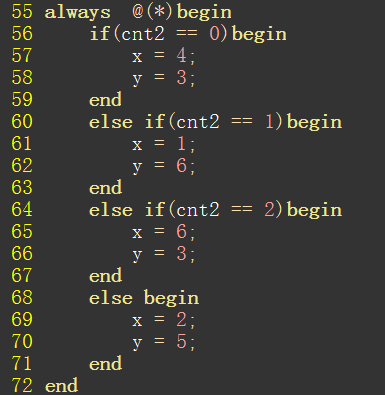 55 always  @(*)begin
56     if(cnt2 == 0)begin
57         x = 4;
58         y = 3;
59     end
60     else if(cnt2 == 1)begin
61         x = 1;
62         y = 6;
63     end
64     else if(cnt2 == 2)begin
65         x = 6;
66         y = 3;
67     end
68     else begin
69         x = 2;
70         y = 5;
71     end
72 end